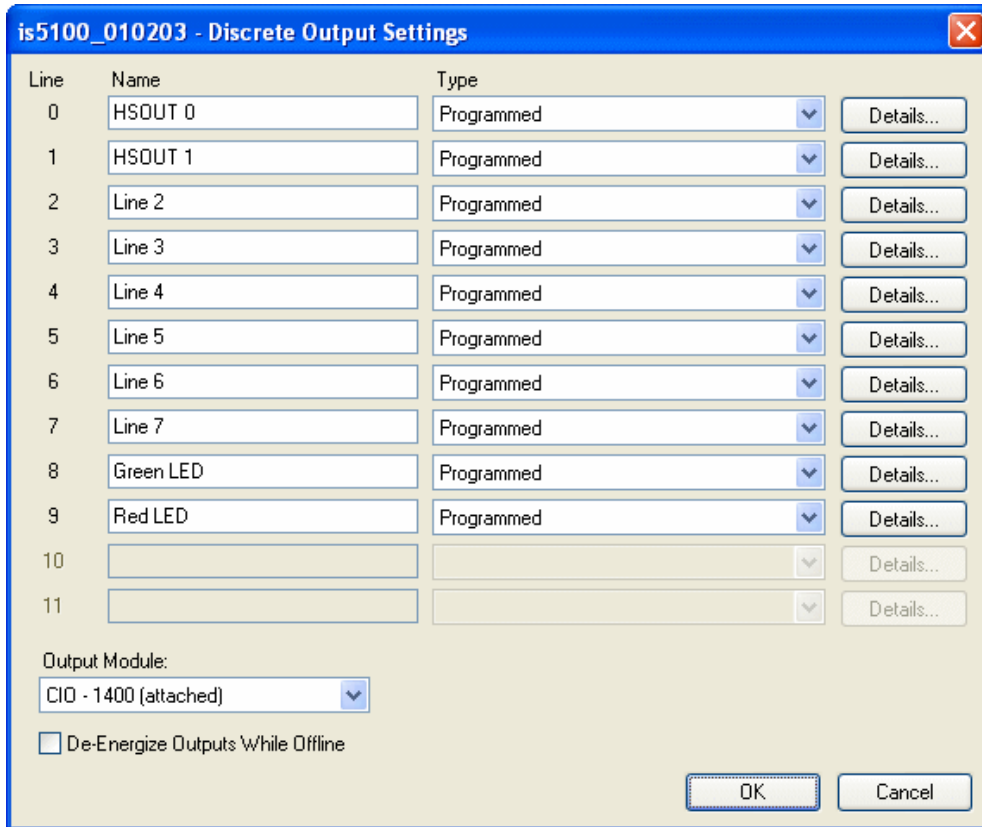 is5100_010203 - Discrete Output Settings
Line Name Type
0 HSOUT 0 Programmed Details...
1 HSOUT 1 Programmed Details...
2 Line 2 Programmed Details...
3 Line 3 Programmed Details...
4 Line 4 Programmed Details...
5 Line 5 Programmed Details...
6 Line 6 Programmed Details...
7 Line 7 Programmed Details...
8 Green LED Programmed Details...
9 Red LED Programmed Details...
10 Details...
11 Details...
Output Module:
CIO - 1400 (attached)
De-Energize Outputs While Offline
OK Cancel